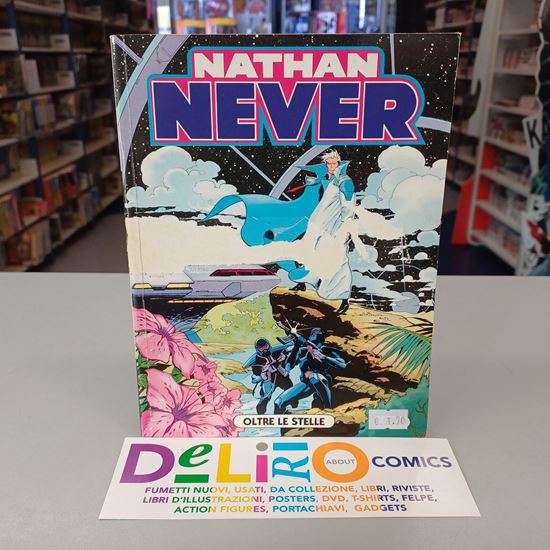 NATHAN
NEVER
OLTRE LE STELLE
DeLiRiO ABOUT COMICS
FUMETTI NUOVI, USATI, DA COLLEZIONE, LIBRI, RIVISTE,
LIBRI D'ILLUSTRAZIONI, POSTERS, DVD, T-SHIRTS, FELPE,
ACTION FIGURES, PORTACHIAVI, GADGETS